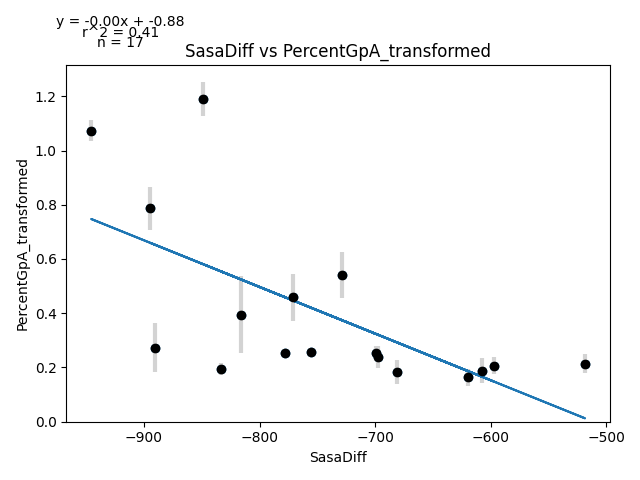 y = -0.00x + -0.88
r^2 = 0.41
n = 17
SasaDiff vs PercentGpA_transformed
PercentGpA_transformed
1.2
1.0
0.8
0.6
0.4
0.2
0.0
−900 −800 −700 −600 −500
SasaDiff